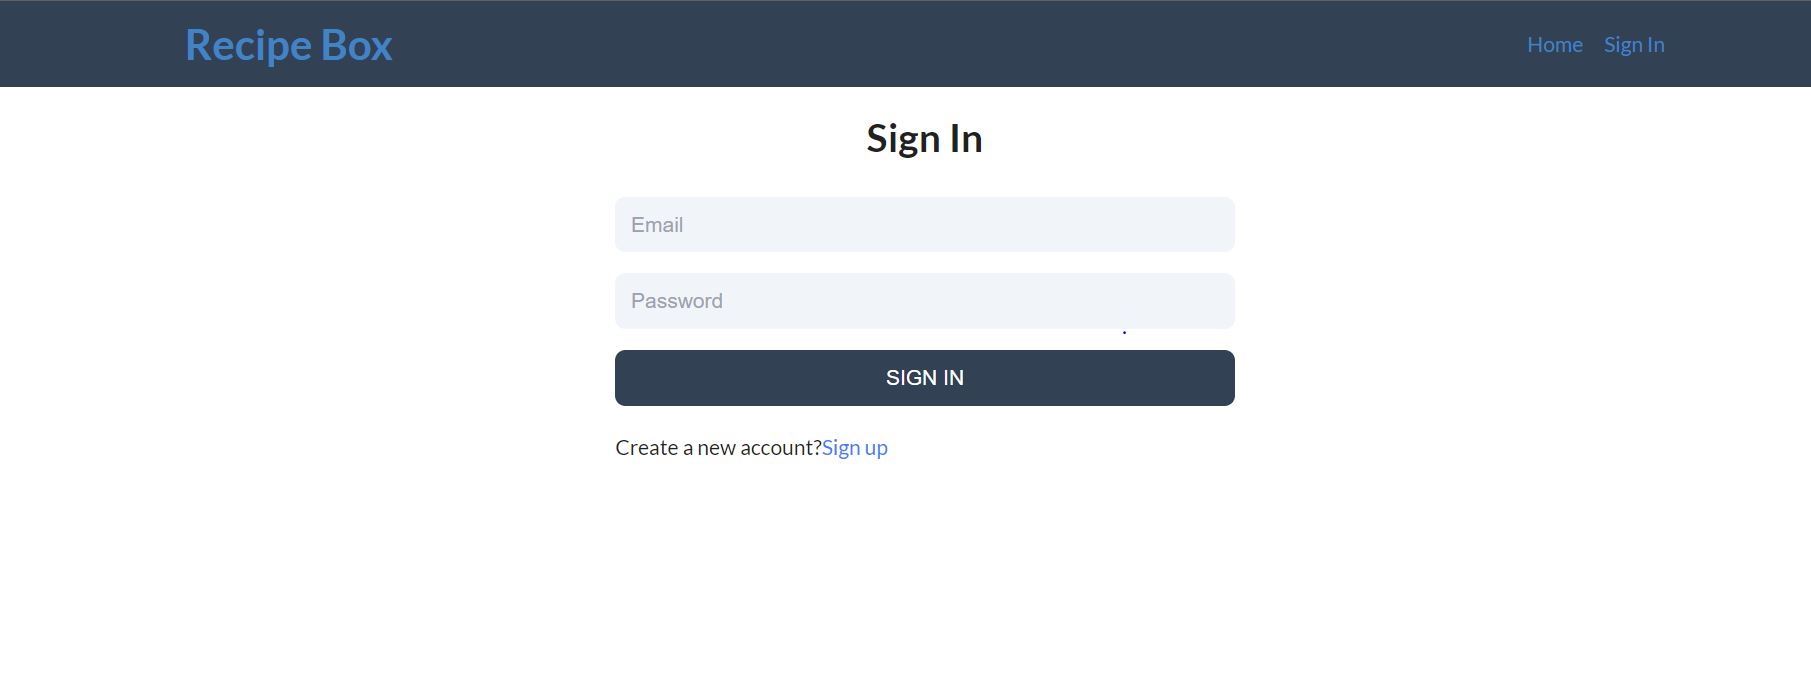 Recipe Box
Home Sign In
Sign In
Email
Password
SIGN IN
Create a new account?Sign up